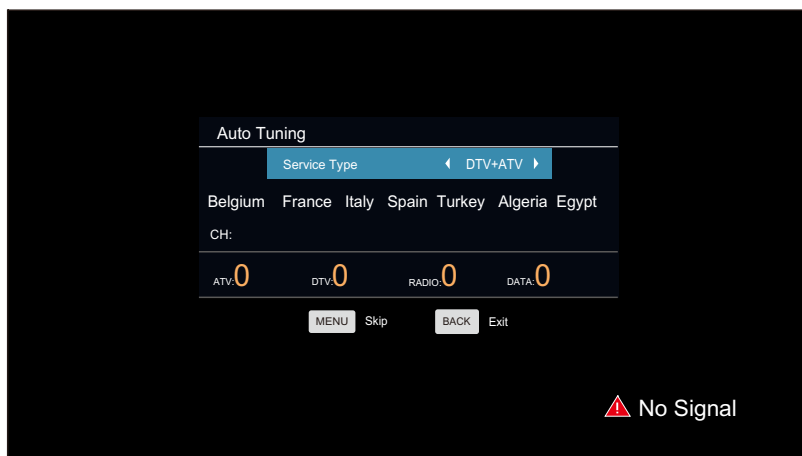 Auto Tuning
Service Type DTV+ATV
Belgium France Italy Spain Turkey Algeria Egypt
CH:
ATV:0 DTV:0 RADIO:0 DATA:0
MENU Skip BACK Exit
No Signal